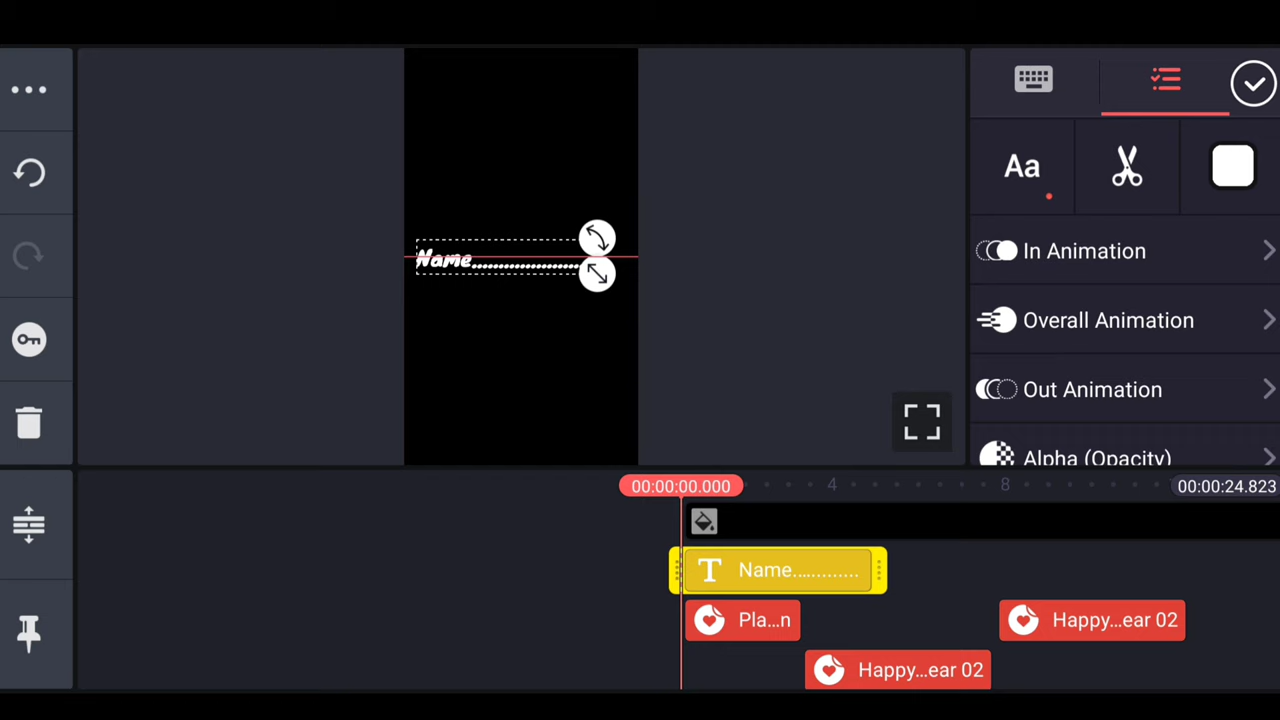 Aa
In Animation
Name........................
Overall Animation
Out Animation
Alpha (Opacity)
00:00:00.000
4
8
00:00:24.823
T Name.............
Pla...n
Happy...ear 02
Happy...ear 02